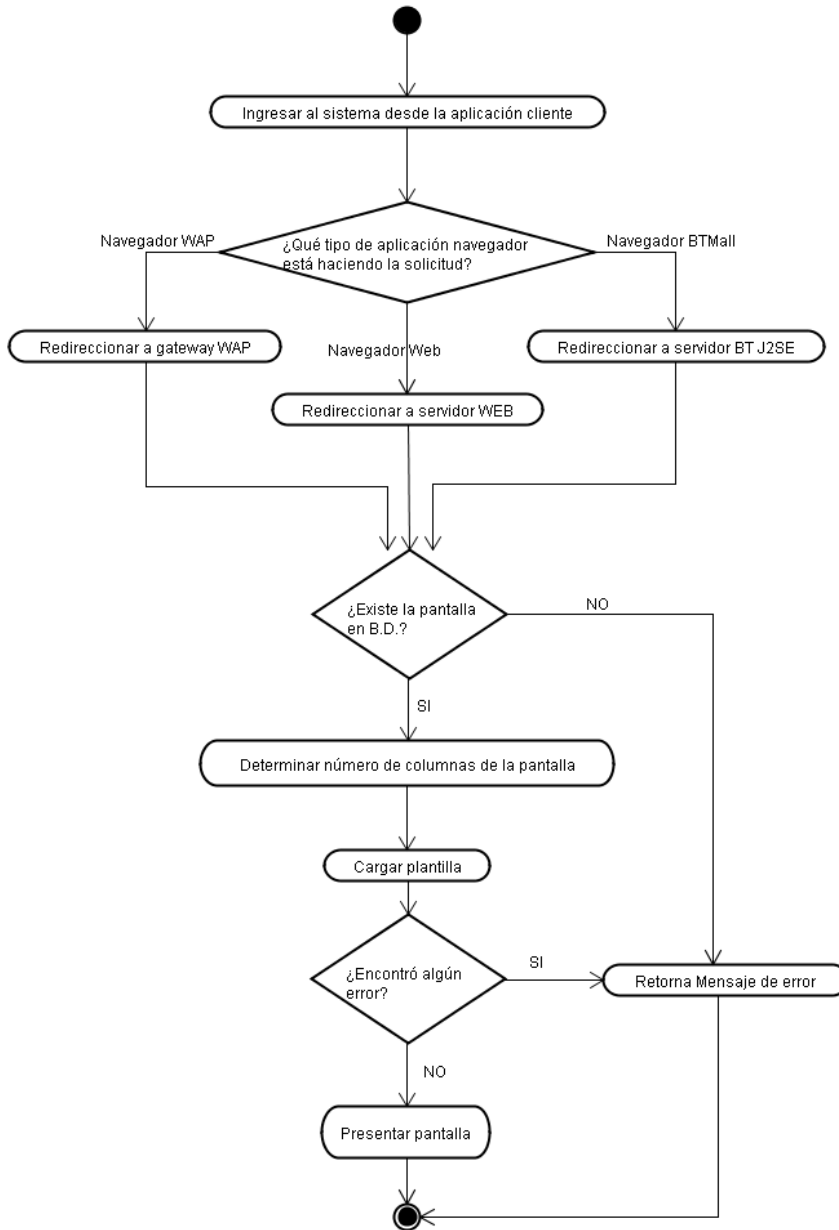 Ingresar al sistema desde la aplicación cliente
Navegador WAP
¿Qué tipo de aplicación navegador
está haciendo la solicitud?
Navegador BTMall
Redireccionar a gateway WAP
Navegador Web
Redireccionar a servidor BT J2SE
Redireccionar a servidor WEB
¿Existe la pantalla
en B.D.?
NO
SI
Determinar número de columnas de la pantalla
Cargar plantilla
¿Encontró algún
error?
SI
Retorna Mensaje de error
NO
Presentar pantalla